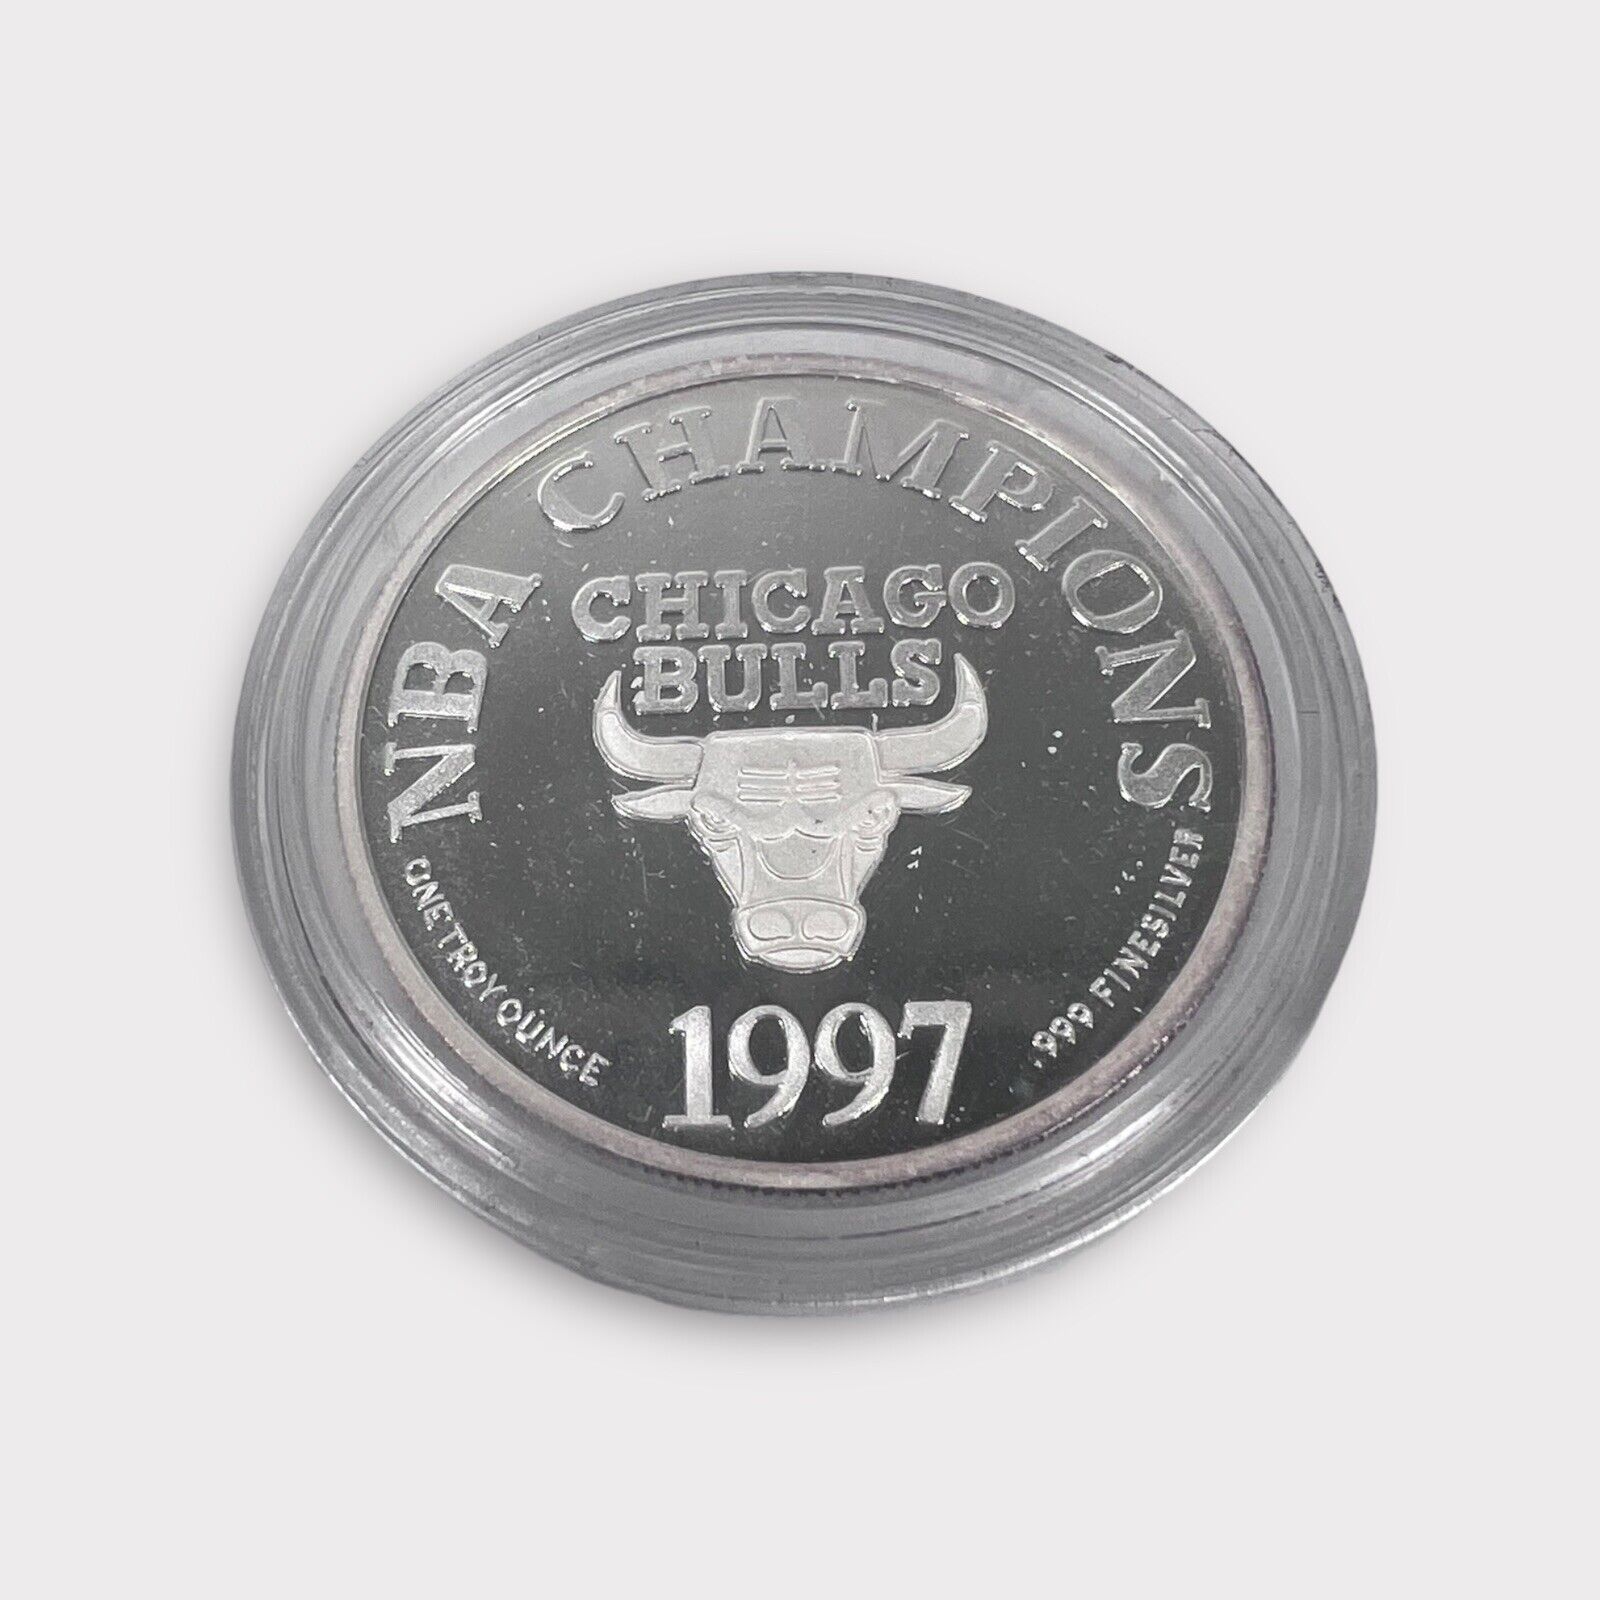 NBA CHAMPIONS
CHICAGO
BULLS
1997
ONE TROY OUNCE
.999 FINE SILVER